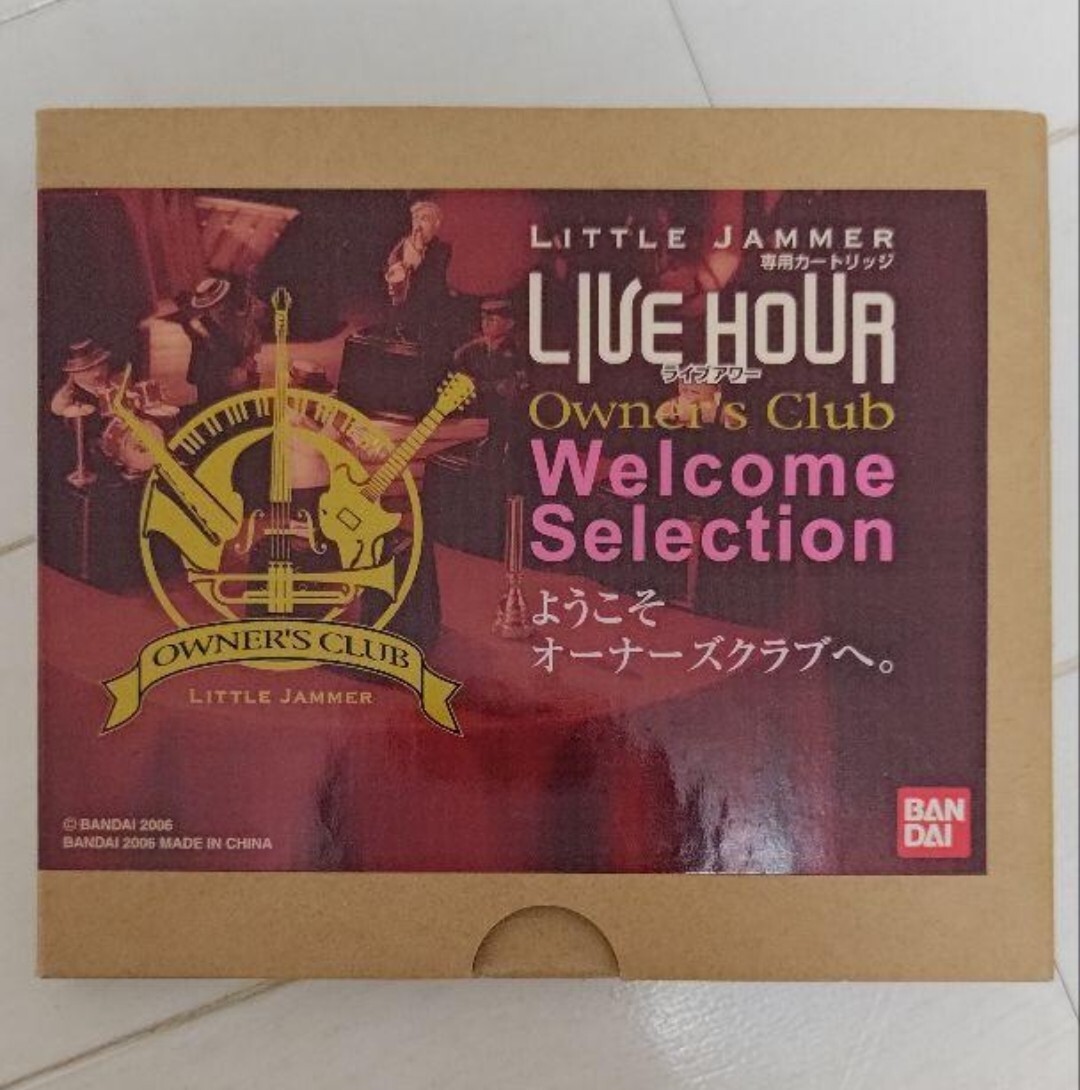 LITTLE JAMMER
専用カートリッジ
LIVE HOUR
ライブアワー
Owner's Club
Welcome
Selection
ようこそ
オーナーズクラブへ。
OWNER'S CLUB
LITTLE JAMMER
©BANDAI 2006
BANDAI 2006 MADE IN CHINA
BAN
DAI